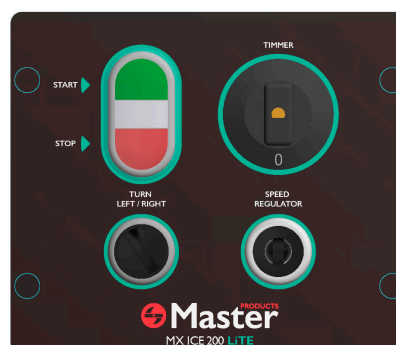 TIMMER
START
STOP
0
TURN
LEFT / RIGHT
SPEED
REGULATOR
PRODUCTS
Master
MX ICE 200 LiTE